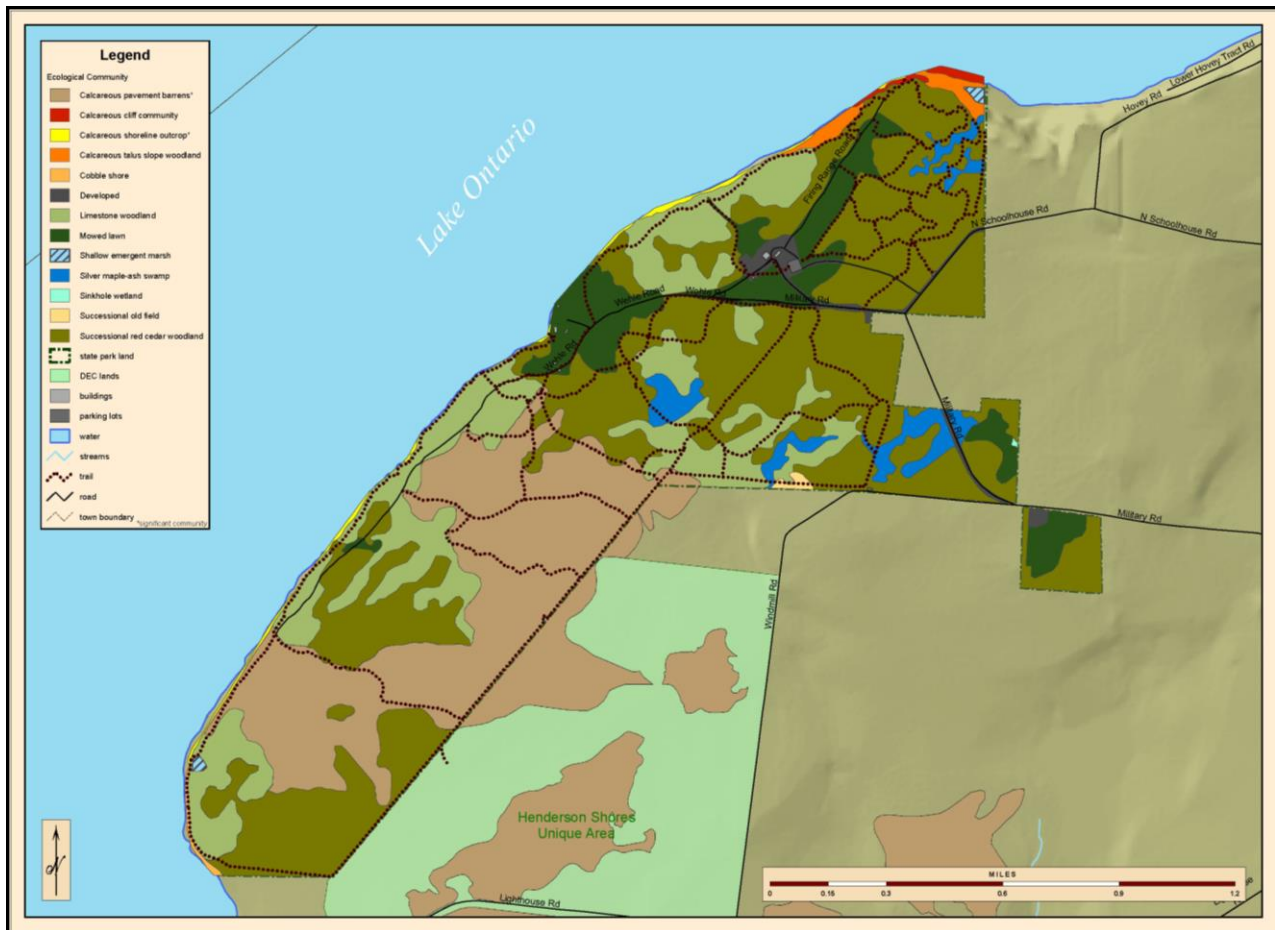 Legend
Ecological Community
Calcareous pavement barrens*
Calcareous cliff community
Calcareous shoreline outcrop*
Calcareous talus slope woodland
Cobble shore
Developed
Limestone woodland
Mowed lawn
Shallow emergent marsh
Silver maple-ash swamp
Sinkhole wetland
Successional old field
Successional red cedar woodland
state park land
DEC lands
buildings
parking lots
water
streams
trail
road
town boundary
*significant community
Lake Ontario
Lower Hovey Tract Rd
Hovey Rd
Firing Range Road
N Schoolhouse Rd
N Schoolhouse Rd
Wehle Road
Wehle Rd
Military Rd
Wehle Rd
Military Rd
Military Rd
Windmill Rd
Henderson Shores
Unique Area
Lighthouse Rd
N
MILES
0 0.15 0.3 0.6 0.9 1.2